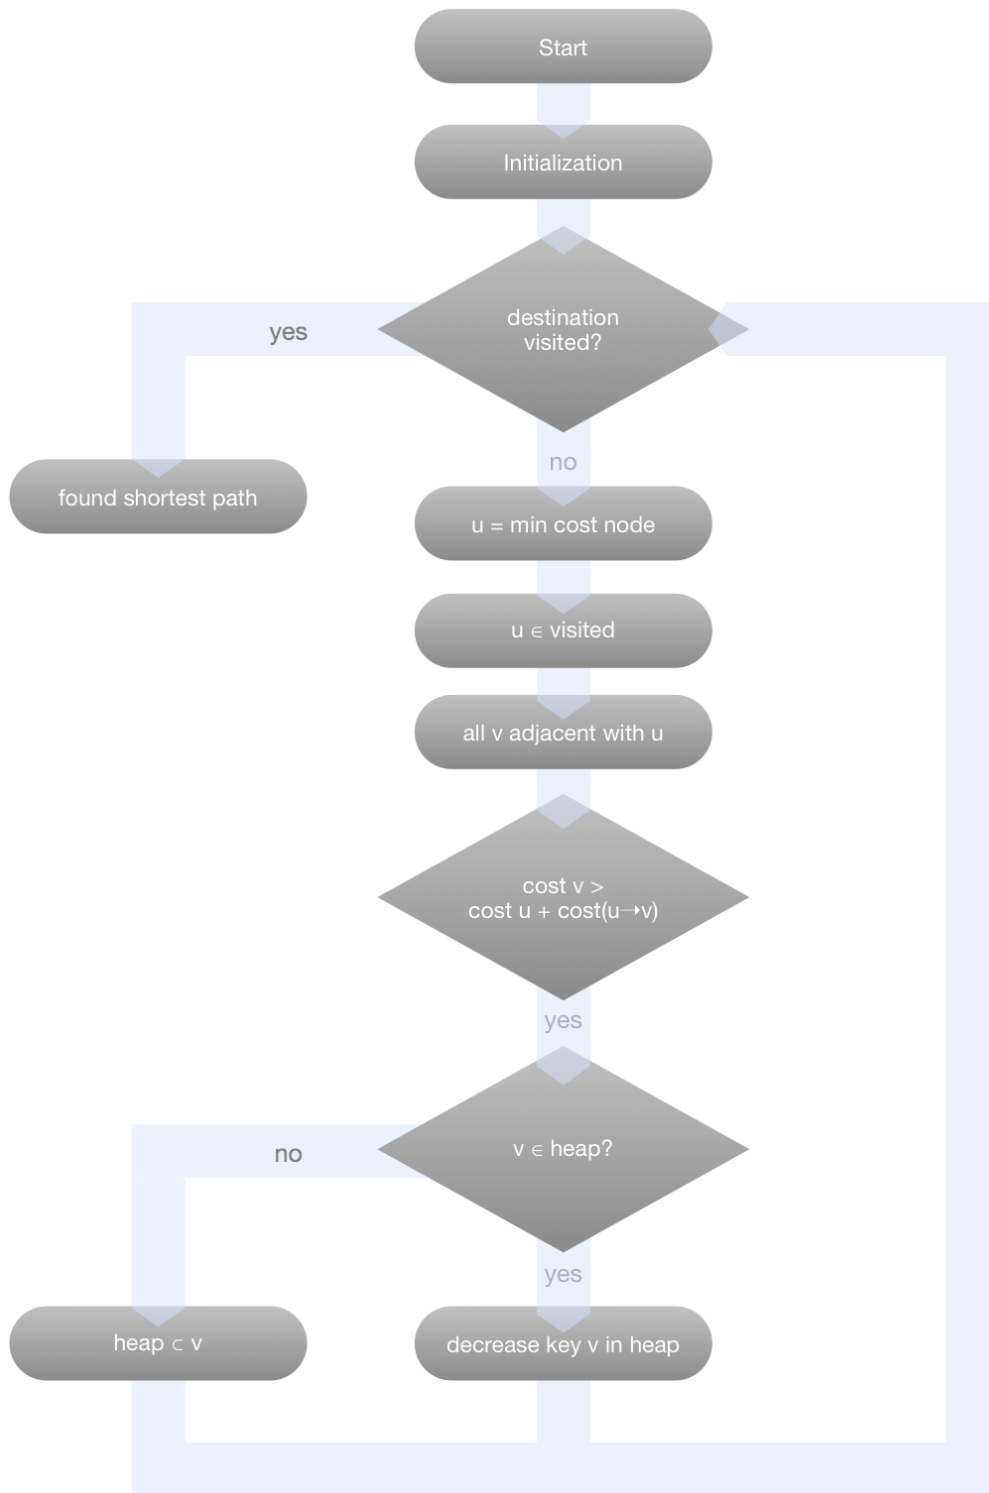 Start
Initialization
destination
visited?
yes
no
found shortest path
u = min cost node
u ∈ visited
all v adjacent with u
cost v >
cost u + cost(u→v)
yes
v ∈ heap?
no
yes
heap ⊂ v
decrease key v in heap